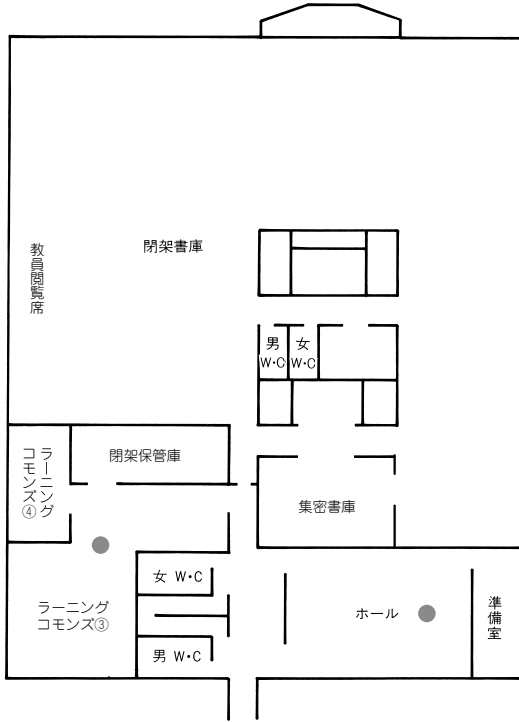 閉架書庫
教員閲覧席
男
W・C
女
W・C
閉架保管庫
ラーニング
コモンズ④
集密書庫
女 W・C
ラーニング
コモンズ③
ホール
準備室
男 W・C